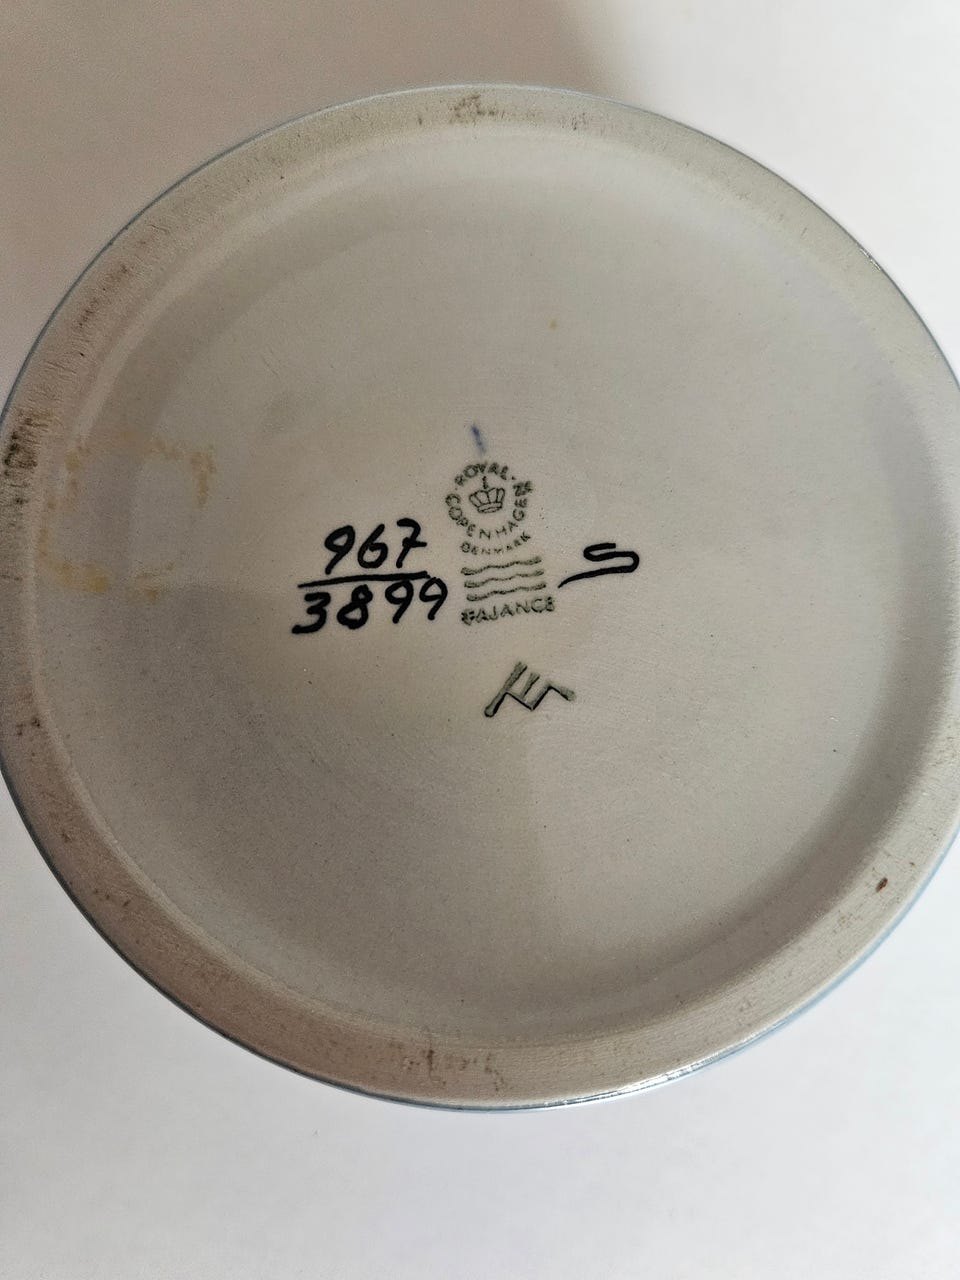 ROYAL COPENHAGEN
DENMARK
967
3899
S
FAJANCE